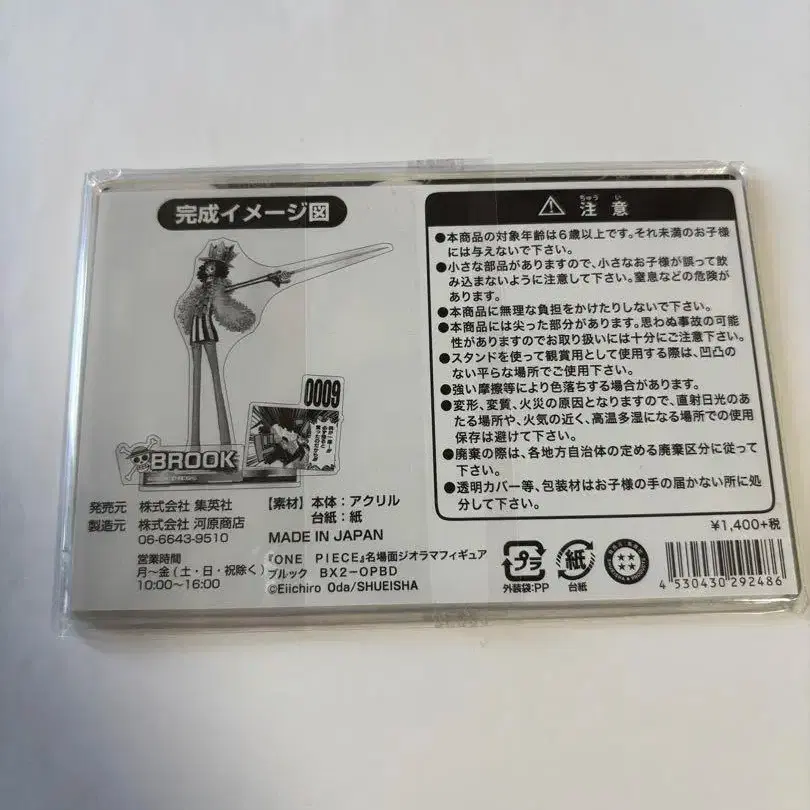 完成イメージ図
0009
BROOK
発売元 株式会社 集英社
製造元 株式会社 河原商店
06-6643-9510
営業時間
月～金(土・日・祝除く)
10:00～16:00
【素材】本体：アクリル
台紙：紙
MADE IN JAPAN
『ONE PIECE』名場面ジオラマフィギュア
ブルック BX2-OPBD
©Eiichiro Oda/SHUEISHA
ちゅう い
注 意
●本商品の対象年齢は6歳以上です。それ未満のお子様
には与えないで下さい。
●小さな部品がありますので、小さなお子様が誤って飲
み込まないように注意して下さい。窒息などの危険が
あります。
●本商品に無理な負担をかけたりしないで下さい。
●本商品には尖った部分があります。思わぬ事故の可能
性がありますのでお取り扱いには十分にご注意下さい。
●スタンドを使って観賞用として使用する際は、凹凸の
ない平らな場所でご使用下さい。
●強い摩擦等により色落ちする場合があります。
●変形、変質、火災の原因となりますので、直射日光のあ
たる場所や、火気の近く、高温多湿になる場所での使用
保存は避けて下さい。
●廃棄の際は、各地方自治体の定める廃棄区分に従って
下さい。
●透明カバー等、包装材はお子様の手の届かない所に処
分して下さい。
¥1,400+税
プラ
外装袋:PP
紙
台紙
4 530430 292486